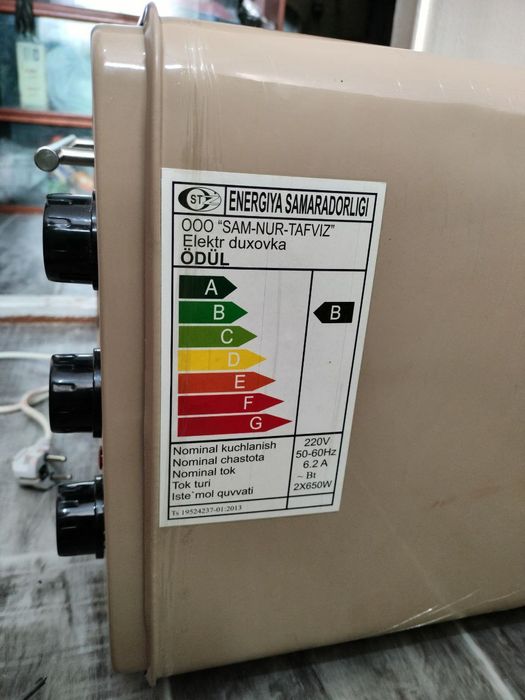 ST ENERGIYA SAMARADORLIGI
OOO "SAM-NUR-TAFVIZ"
Elektr duxovka
ÖDÜL
A
B B
C
D
E
F
G
Nominal kuchlanish 220V
Nominal chastota 50-60Hz
Nominal tok 6.2 A
Tok turi ~ Bt
Iste`mol quvvati 2X650W
Ts 19524237-01:2013